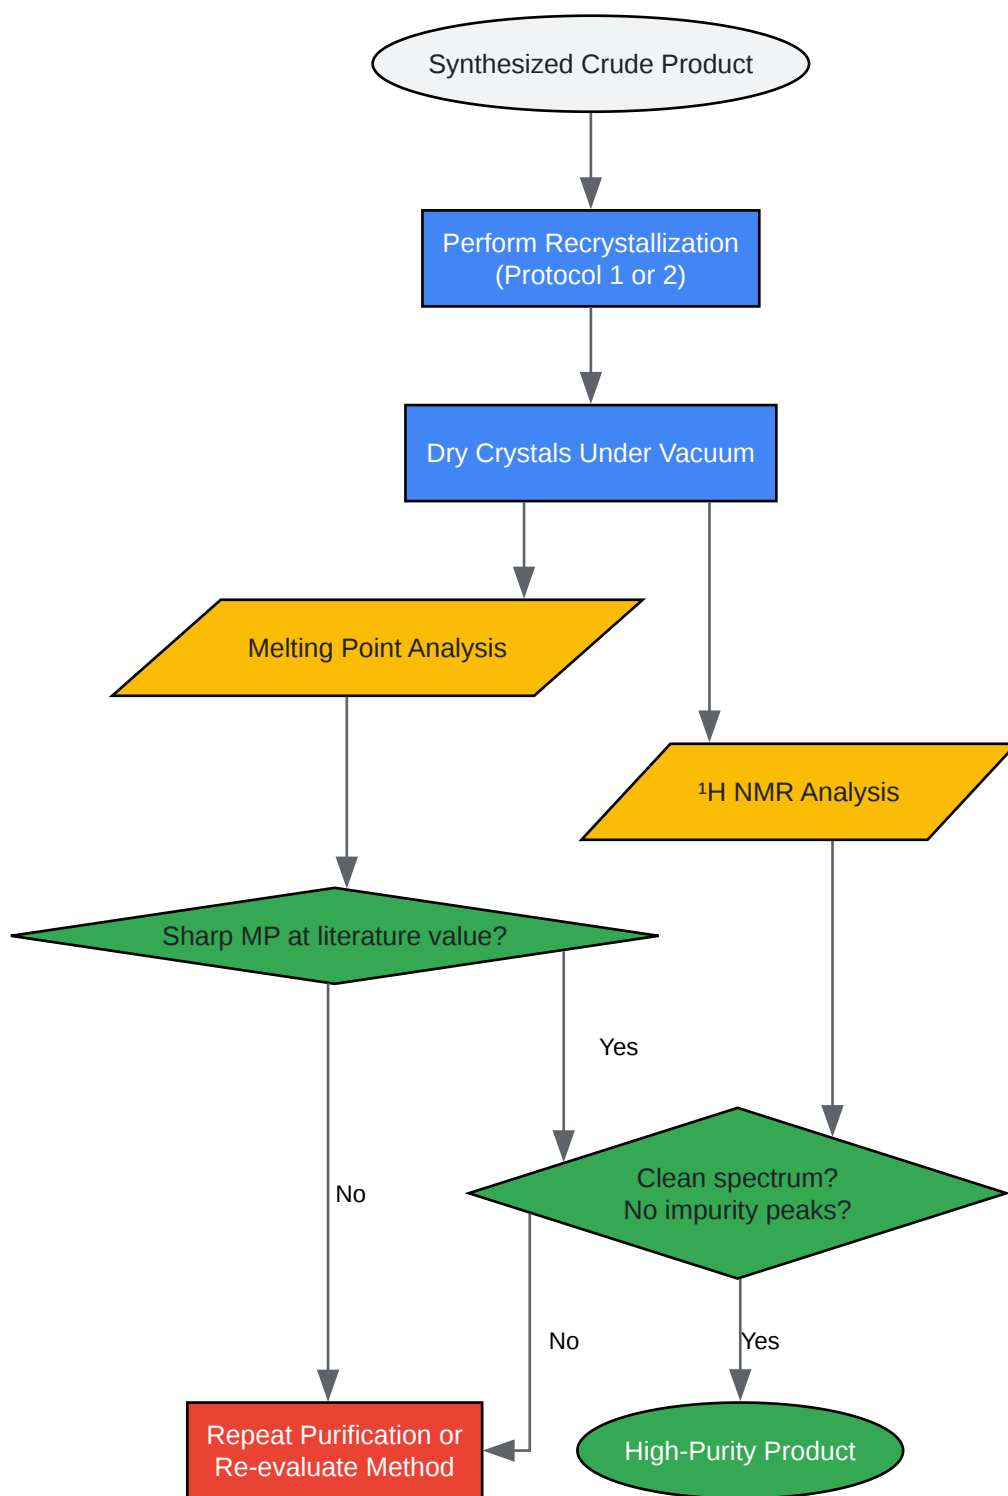 Synthesized Crude Product
Perform Recrystallization
(Protocol 1 or 2)
Dry Crystals Under Vacuum
Melting Point Analysis
¹H NMR Analysis
Sharp MP at literature value?
Yes
Clean spectrum?
No impurity peaks?
No
No
Yes
Repeat Purification or
Re-evaluate Method
High-Purity Product